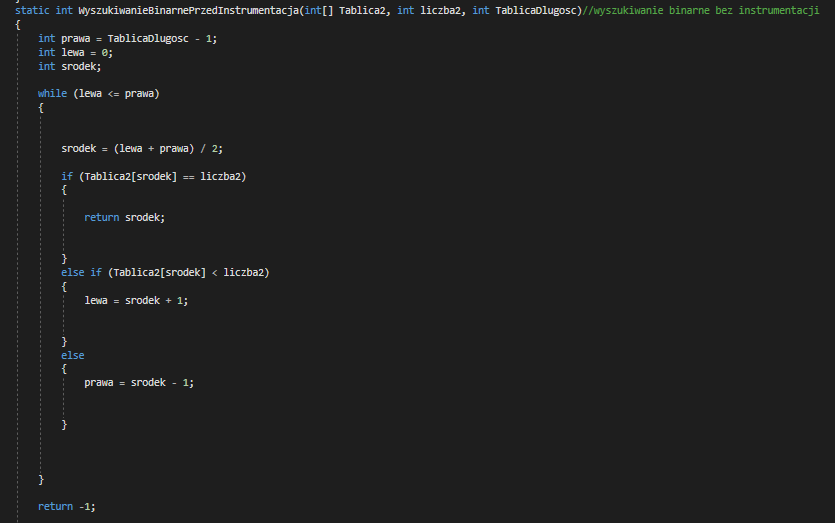 static int WyszukiwanieBinarnePrzedInstrumentacja(int[] Tablica2, int liczba2, int TablicaDlugosc)//wyszukiwanie binarne bez instrumentacji
{
int prawa = TablicaDlugosc - 1;
int lewa = 0;
int srodek;
while (lewa <= prawa)
{
srodek = (lewa + prawa) / 2;
if (Tablica2[srodek] == liczba2)
{
return srodek;
}
else if (Tablica2[srodek] < liczba2)
{
lewa = srodek + 1;
}
else
{
prawa = srodek - 1;
}
}
return -1;